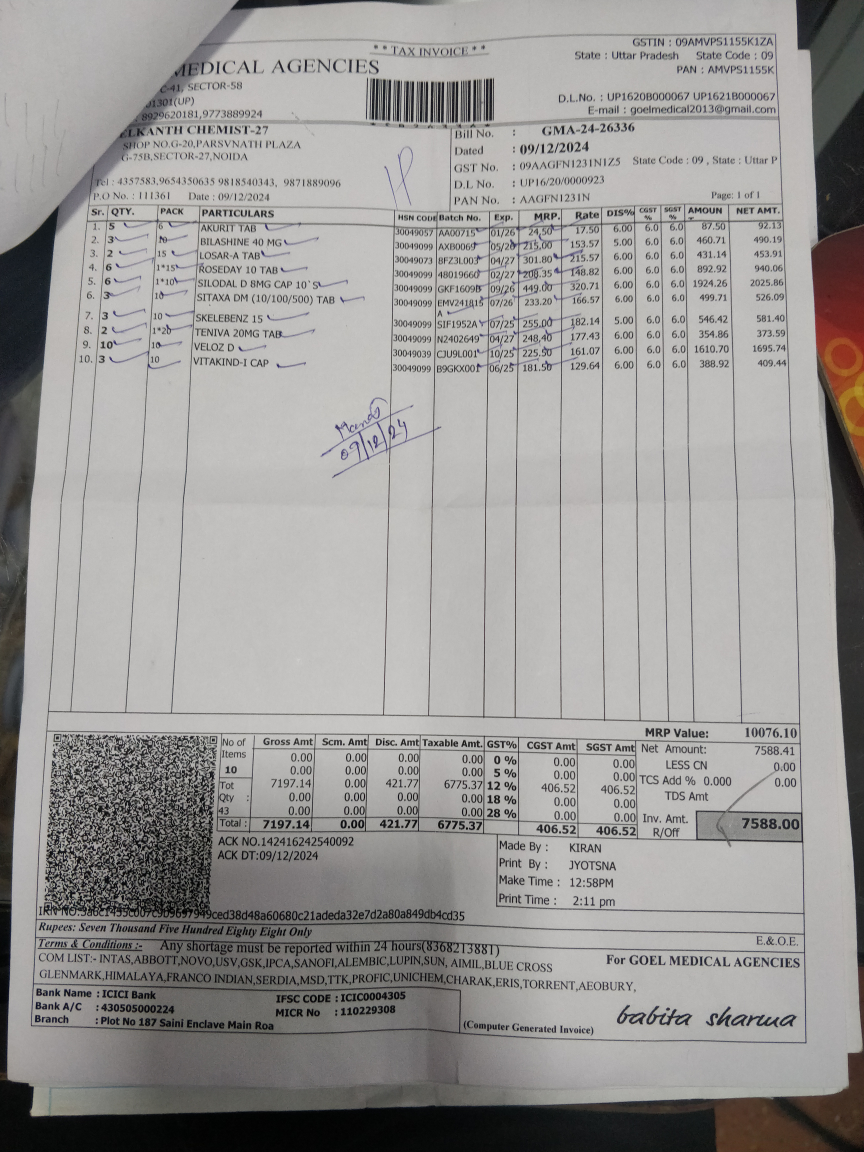 **TAX INVOICE**
GSTIN : 09AMVPS1155K1ZA
State : Uttar Pradesh State Code : 09
PAN : AMVPS1155K
MEDICAL AGENCIES
C-41, SECTOR-58
01301(UP)
8929620181,9773889924
D.L.No. : UP1620B000067 UP1621B000067
E-mail : goelmedical2013@gmail.com
ELKANTH CHEMIST-27
SHOP NO.G-20,PARSVNATH PLAZA
G-75B,SECTOR-27,NOIDA
Tel : 4357583,9654350635 9818540343, 9871889096
P.O No. : 111361 Date : 09/12/2024
Bill No. : GMA-24-26336
Dated : 09/12/2024
GST No. : 09AAGFN1231N1Z5 State Code : 09 , State : Uttar P
D.L No. : UP16/20/0000923
PAN No. : AAGFN1231N Page: 1 of 1
Sr. QTY. PACK PARTICULARS HSN CODE Batch No. Exp. MRP. Rate DIS% CGST % SGST % AMOUN NET AMT.
1. 5 6 AKURIT TAB 30049057 AA00715 01/26 24.50 17.50 6.00 6.0 6.0 87.50 92.13
2. 3 10 BILASHINE 40 MG 30049099 AXB0069 05/26 215.00 153.57 5.00 6.0 6.0 460.71 490.19
3. 2 15 LOSAR-A TAB 30049073 BFZ3L003 04/27 301.80 215.57 6.00 6.0 6.0 431.14 453.91
4. 6 1*15 ROSEDAY 10 TAB 30049099 48019660 02/27 208.35 148.82 6.00 6.0 6.0 892.92 940.06
5. 6 1*10 SILODAL D 8MG CAP 10'S 30049099 GKF1609B 09/26 449.00 320.71 6.00 6.0 6.0 1924.26 2025.86
6. 3 10 SITAXA DM (10/100/500) TAB 30049099 EMV241815 A 07/26 233.20 166.57 6.00 6.0 6.0 499.71 526.09
7. 3 10 SKELEBENZ 15 30049099 SIF1952A 07/25 255.00 182.14 5.00 6.0 6.0 546.42 581.40
8. 2 1*20 TENIVA 20MG TAB 30049099 N2402649 04/27 248.40 177.43 6.00 6.0 6.0 354.86 373.59
9. 10 10 VELOZ D 30049039 CJU9L001 10/25 225.50 161.07 6.00 6.0 6.0 1610.70 1695.74
10. 3 10 VITAKIND-I CAP 30049099 B9GKX001 06/25 181.50 129.64 6.00 6.0 6.0 388.92 409.44
09/12/24
MRP Value: 10076.10
No of Items 10 Tot Qty : 43
Gross Amt Scm. Amt Disc. Amt Taxable Amt. GST% CGST Amt SGST Amt
0.00 0.00 0.00 0.00 0 % 0.00 0.00
0.00 0.00 0.00 0.00 5 % 0.00 0.00
7197.14 0.00 421.77 6775.37 12 % 406.52 406.52
0.00 0.00 0.00 0.00 18 % 0.00 0.00
0.00 0.00 0.00 0.00 28 % 0.00 0.00
Total : 7197.14 0.00 421.77 6775.37 406.52 406.52
Net Amount: 7588.41
LESS CN 0.00
TCS Add % 0.000 0.00
TDS Amt
Inv. Amt. R/Off 7588.00
ACK NO.142416242540092
ACK DT:09/12/2024
Made By : KIRAN
Print By : JYOTSNA
Make Time : 12:58PM
Print Time : 2:11 pm
Rupees: Seven Thousand Five Hundred Eighty Eight Only E.& O.E.
Terms & Conditions :- Any shortage must be reported within 24 hours(8368213881)
COM LIST:- INTAS,ABBOTT,NOVO,USV,GSK,IPCA,SANOFI,ALEMBIC,LUPIN,SUN, AIMIL,BLUE CROSS
GLENMARK,HIMALAYA,FRANCO INDIAN,SERDIA,MSD,TTK,PROFIC,UNICHEM,CHARAK,ERIS,TORRENT,AEOBURY,
For GOEL MEDICAL AGENCIES
Bank Name : ICICI Bank IFSC CODE : ICIC0004305
Bank A/C : 430505000224 MICR No : 110229308
Branch : Plot No 187 Saini Enclave Main Roa
(Computer Generated Invoice)
babita sharma